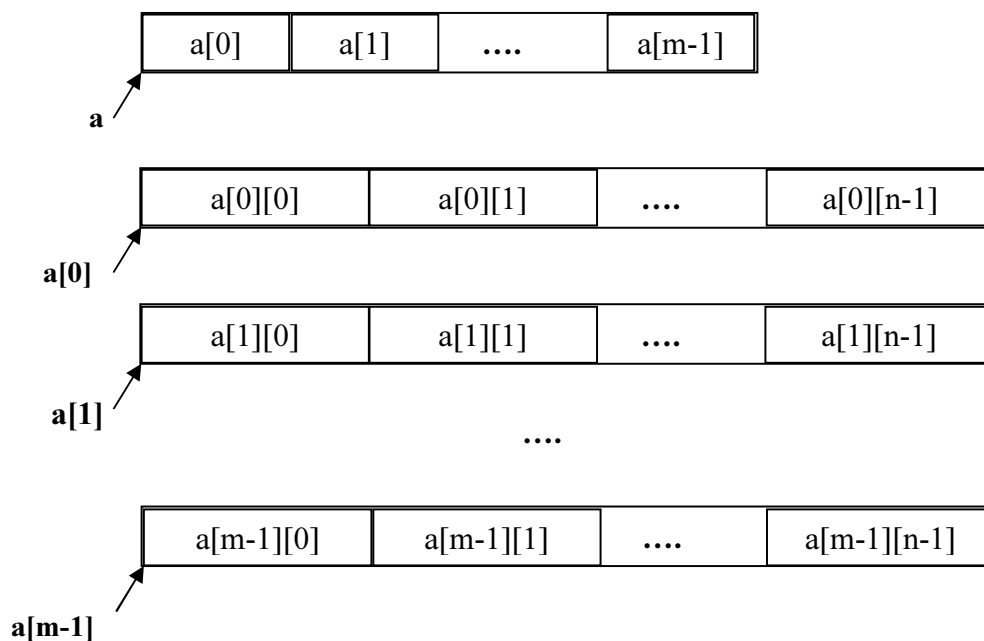 a[0] a[1] .... a[m-1]
a
a[0][0] a[0][1] .... a[0][n-1]
a[0]
a[1][0] a[1][1] .... a[1][n-1]
a[1]
....
a[m-1][0] a[m-1][1] .... a[m-1][n-1]
a[m-1]